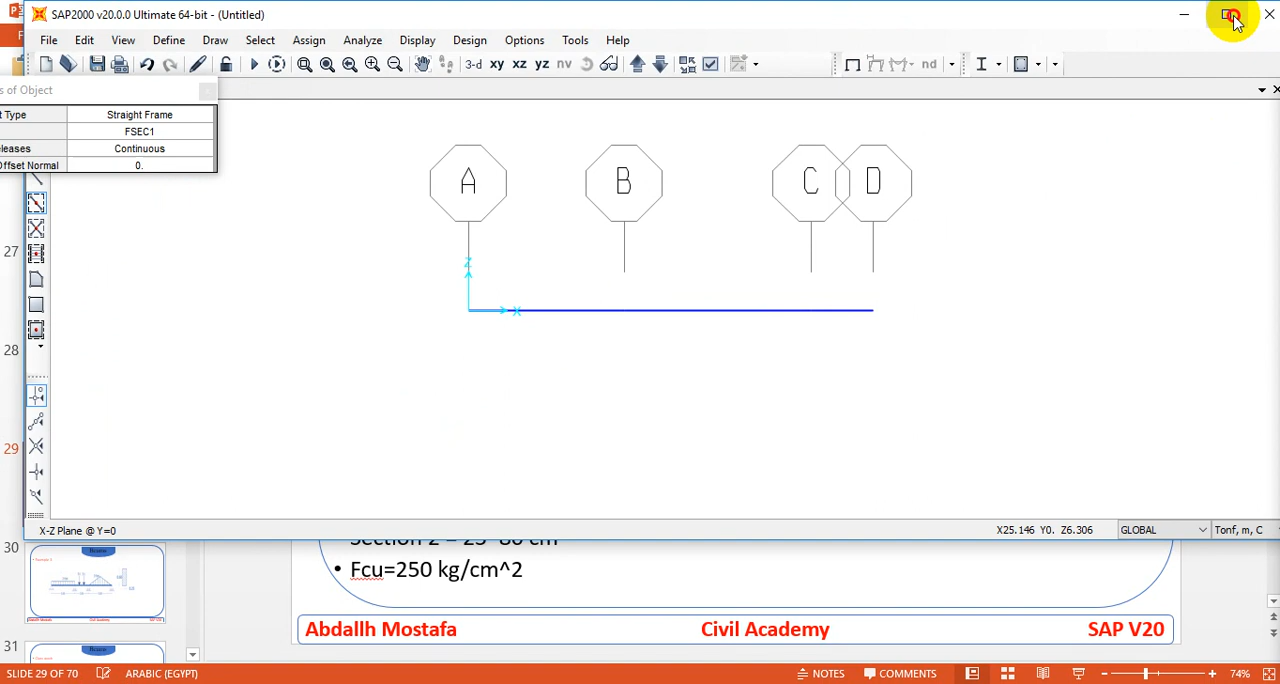 SAP2000 v20.0.0 Ultimate 64-bit - (Untitled)
File Edit View Define Draw Select Assign Analyze Display Design Options Tools Help
3-d xy xz yz nv nd
s of Object
t Type Straight Frame
FSEC1
eleases Continuous
Offset Normal 0.
A B C D
Z
X
27
28
29
30
31
X-Z Plane @ Y=0 X25.146 Y0. Z6.306 GLOBAL Tonf, m, C
• Fcu=250 kg/cm^2
Abdallh Mostafa Civil Academy SAP V20
SLIDE 29 OF 70 ARABIC (EGYPT) NOTES COMMENTS 74%